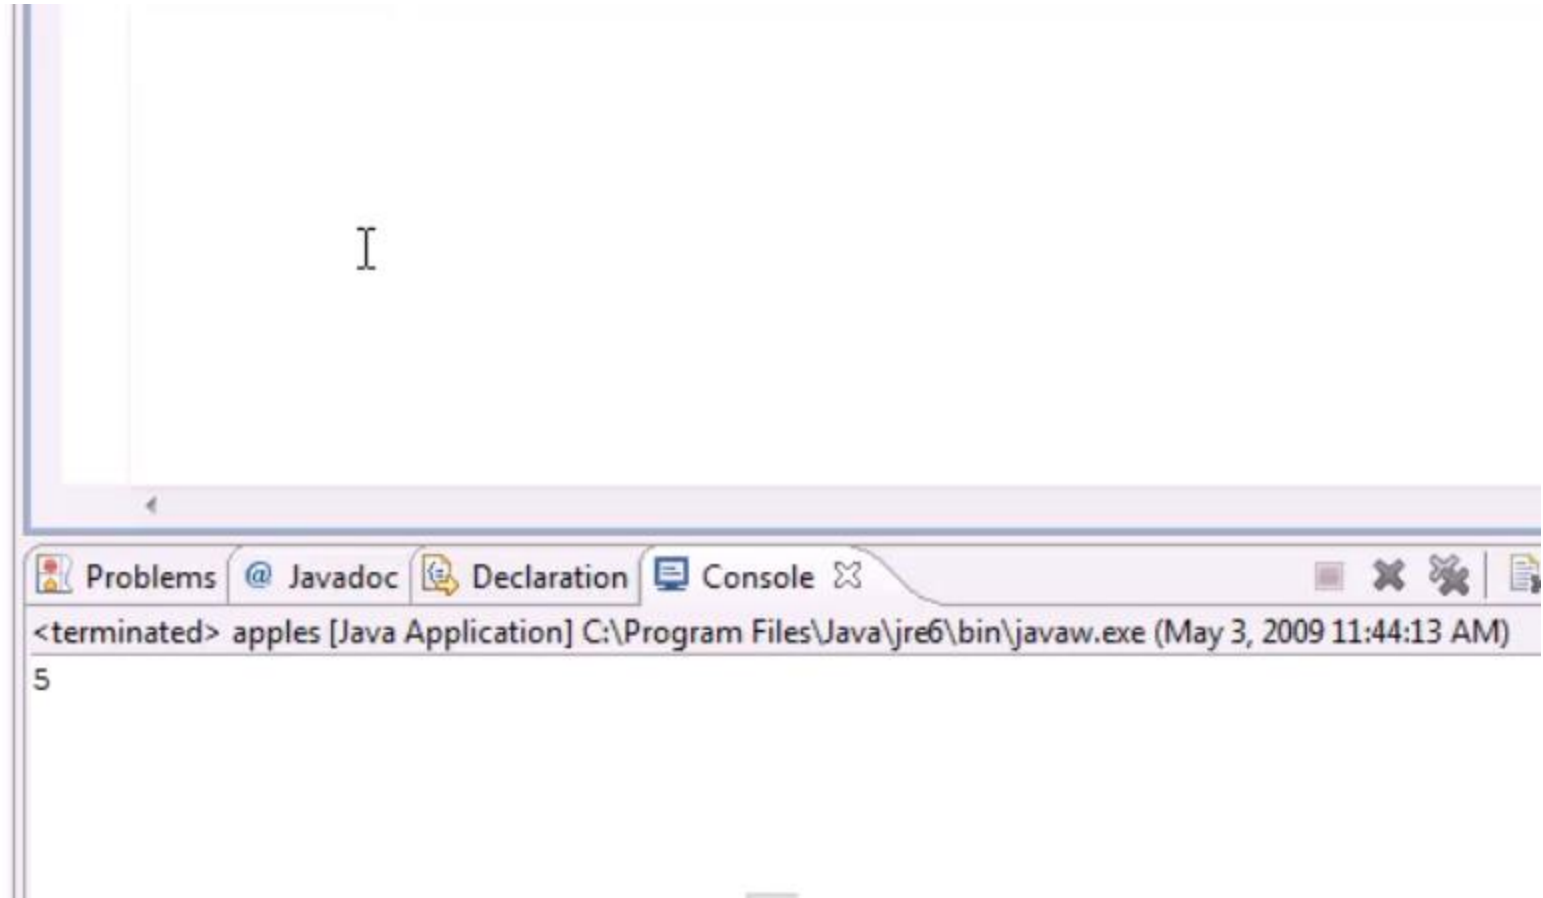 Problems @ Javadoc Declaration Console
<terminated> apples [Java Application] C:\Program Files\Java\jre6\bin\javaw.exe (May 3, 2009 11:44:13 AM)
5